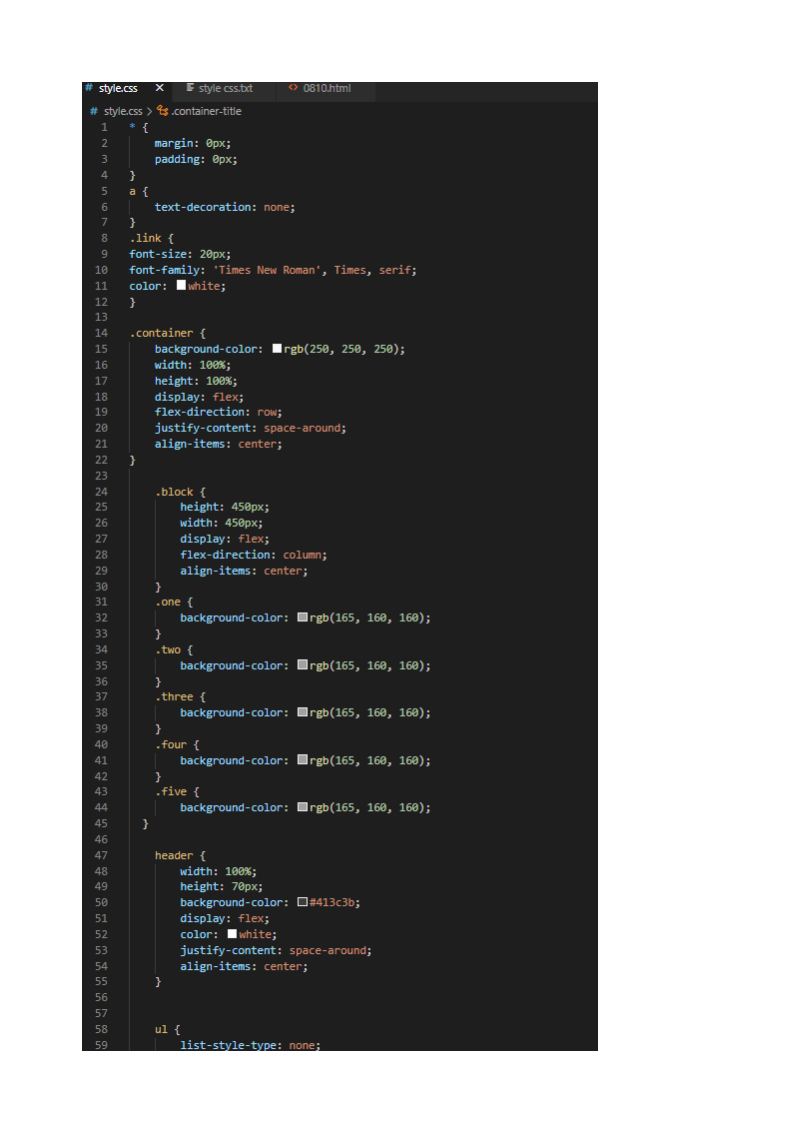 # style.css × style css.txt <> 0810.html
# style.css > .container-title
1 * {
2 margin: 0px;
3 padding: 0px;
4 }
5 a {
6 text-decoration: none;
7 }
8 .link {
9 font-size: 20px;
10 font-family: 'Times New Roman', Times, serif;
11 color: white;
12 }
13
14 .container {
15 background-color: rgb(250, 250, 250);
16 width: 100%;
17 height: 100%;
18 display: flex;
19 flex-direction: row;
20 justify-content: space-around;
21 align-items: center;
22 }
23
24 .block {
25 height: 450px;
26 width: 450px;
27 display: flex;
28 flex-direction: column;
29 align-items: center;
30 }
31 .one {
32 background-color: rgb(165, 160, 160);
33 }
34 .two {
35 background-color: rgb(165, 160, 160);
36 }
37 .three {
38 background-color: rgb(165, 160, 160);
39 }
40 .four {
41 background-color: rgb(165, 160, 160);
42 }
43 .five {
44 background-color: rgb(165, 160, 160);
45 }
46
47 header {
48 width: 100%;
49 height: 70px;
50 background-color: #413c3b;
51 display: flex;
52 color: white;
53 justify-content: space-around;
54 align-items: center;
55 }
56
57
58 ul {
59 list-style-type: none;